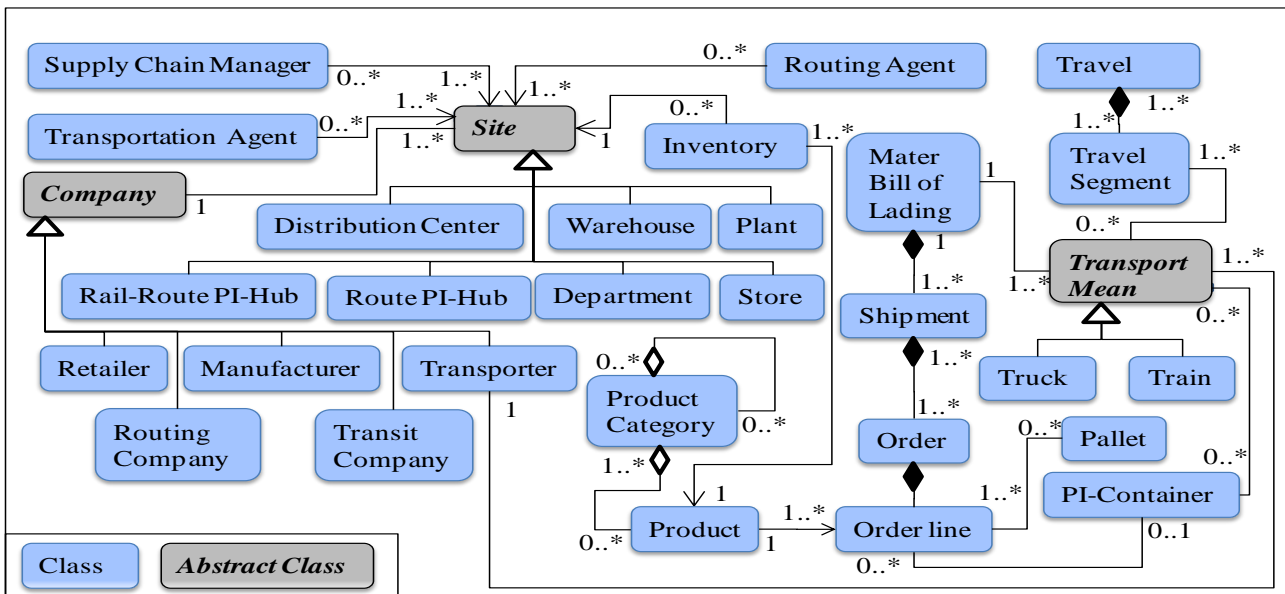 Supply Chain Manager
0..*
1..*
1..*
0..*
Routing Agent
Travel
1..*
1..*
Travel
Segment
1..*
0..*
Transportation Agent
0..*
1..*
Site
1..*
1
0..*
Inventory
1..*
Mater
Bill of
Lading
1
1
Company
1
Distribution Center
Warehouse
Plant
Transport
Mean
1..*
1..*
0..*
Rail-Route PI-Hub
Route PI-Hub
Department
Store
1..*
Shipment
1..*
Truck
Train
Retailer
Manufacturer
Transporter
1
0..*
Product
Category
0..*
1..*
Routing
Company
Transit
Company
1..*
Order
0..*
Pallet
0..*
PI-Container
0..1
1..*
1
Product
0..*
1
1..*
Order line
0..*
Class
Abstract Class